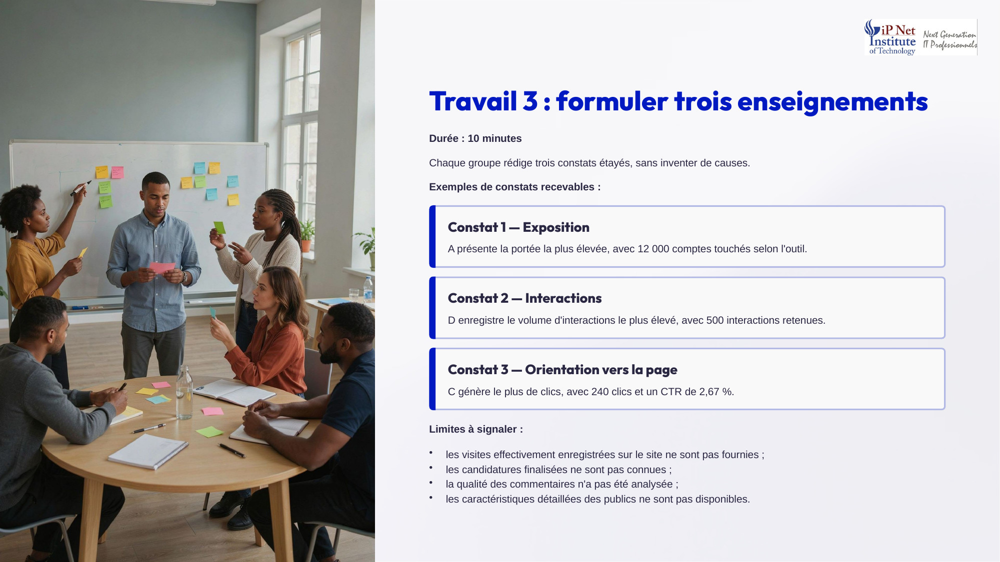 iP Net
Institute
of Technology
Next Generation
IT Professionnels
Travail 3 : formuler trois enseignements
Durée : 10 minutes
Chaque groupe rédige trois constats étayés, sans inventer de causes.
Exemples de constats recevables :
Constat 1 — Exposition
A présente la portée la plus élevée, avec 12 000 comptes touchés selon l'outil.
Constat 2 — Interactions
D enregistre le volume d'interactions le plus élevé, avec 500 interactions retenues.
Constat 3 — Orientation vers la page
C génère le plus de clics, avec 240 clics et un CTR de 2,67 %.
Limites à signaler :
• les visites effectivement enregistrées sur le site ne sont pas fournies ;
• les candidatures finalisées ne sont pas connues ;
• la qualité des commentaires n'a pas été analysée ;
• les caractéristiques détaillées des publics ne sont pas disponibles.